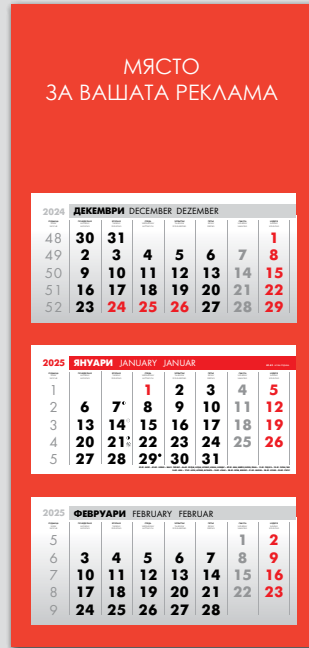 МЯСТО
ЗА ВАШАТА РЕКЛАМА
2024 ДЕКЕМВРИ DECEMBER DEZEMBER
48 30 31 1
49 2 3 4 5 6 7 8
50 9 10 11 12 13 14 15
51 16 17 18 19 20 21 22
52 23 24 25 26 27 28 29
2025 ЯНУАРИ JANUARY JANUAR
1 1 2 3 4 5
2 6 7 8 9 10 11 12
3 13 14 15 16 17 18 19
4 20 21 22 23 24 25 26
5 27 28 29 30 31
2025 ФЕВРУАРИ FEBRUARY FEBRUAR
5 1 2
6 3 4 5 6 7 8 9
7 10 11 12 13 14 15 16
8 17 18 19 20 21 22 23
9 24 25 26 27 28